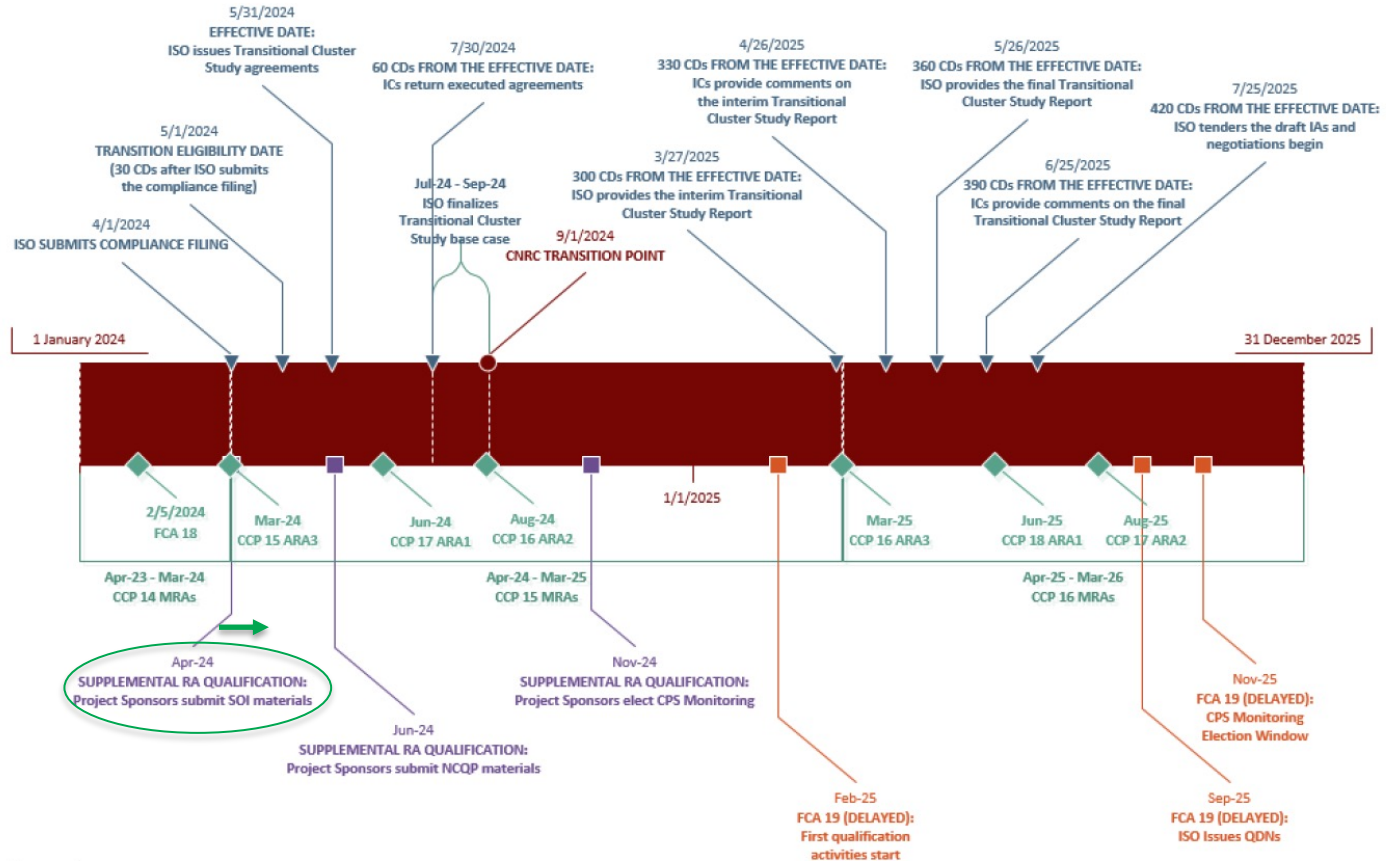 5/31/2024
EFFECTIVE DATE:
ISO issues Transitional Cluster
Study agreements
7/30/2024
60 CDs FROM THE EFFECTIVE DATE:
ICs return executed agreements
4/26/2025
330 CDs FROM THE EFFECTIVE DATE:
ICs provide comments on
the interim Transitional
Cluster Study Report
5/26/2025
360 CDs FROM THE EFFECTIVE DATE:
ISO provides the final Transitional
Cluster Study Report
7/25/2025
420 CDs FROM THE EFFECTIVE DATE:
ISO tenders the draft IAs and
negotiations begin
5/1/2024
TRANSITION ELIGIBILITY DATE
(30 CDs after ISO submits
the compliance filing)
Jul-24 - Sep-24
ISO finalizes
Transitional Cluster
Study base case
3/27/2025
300 CDs FROM THE EFFECTIVE DATE:
ISO provides the interim Transitional
Cluster Study Report
6/25/2025
390 CDs FROM THE EFFECTIVE DATE:
ICs provide comments on the final
Transitional Cluster Study Report
4/1/2024
ISO SUBMITS COMPLIANCE FILING
9/1/2024
CNRC TRANSITION POINT
1 January 2024
31 December 2025
1/1/2025
2/5/2024
FCA 18
Mar-24
CCP 15 ARA3
Jun-24
CCP 17 ARA1
Aug-24
CCP 16 ARA2
Mar-25
CCP 16 ARA3
Jun-25
CCP 18 ARA1
Aug-25
CCP 17 ARA2
Apr-23 - Mar-24
CCP 14 MRAs
Apr-24 - Mar-25
CCP 15 MRAs
Apr-25 - Mar-26
CCP 16 MRAs
Apr-24
SUPPLEMENTAL RA QUALIFICATION:
Project Sponsors submit SOI materials
Nov-24
SUPPLEMENTAL RA QUALIFICATION:
Project Sponsors elect CPS Monitoring
Nov-25
FCA 19 (DELAYED):
CPS Monitoring
Election Window
Jun-24
SUPPLEMENTAL RA QUALIFICATION:
Project Sponsors submit NCQP materials
Feb-25
FCA 19 (DELAYED):
First qualification
activities start
Sep-25
FCA 19 (DELAYED):
ISO Issues QDNs